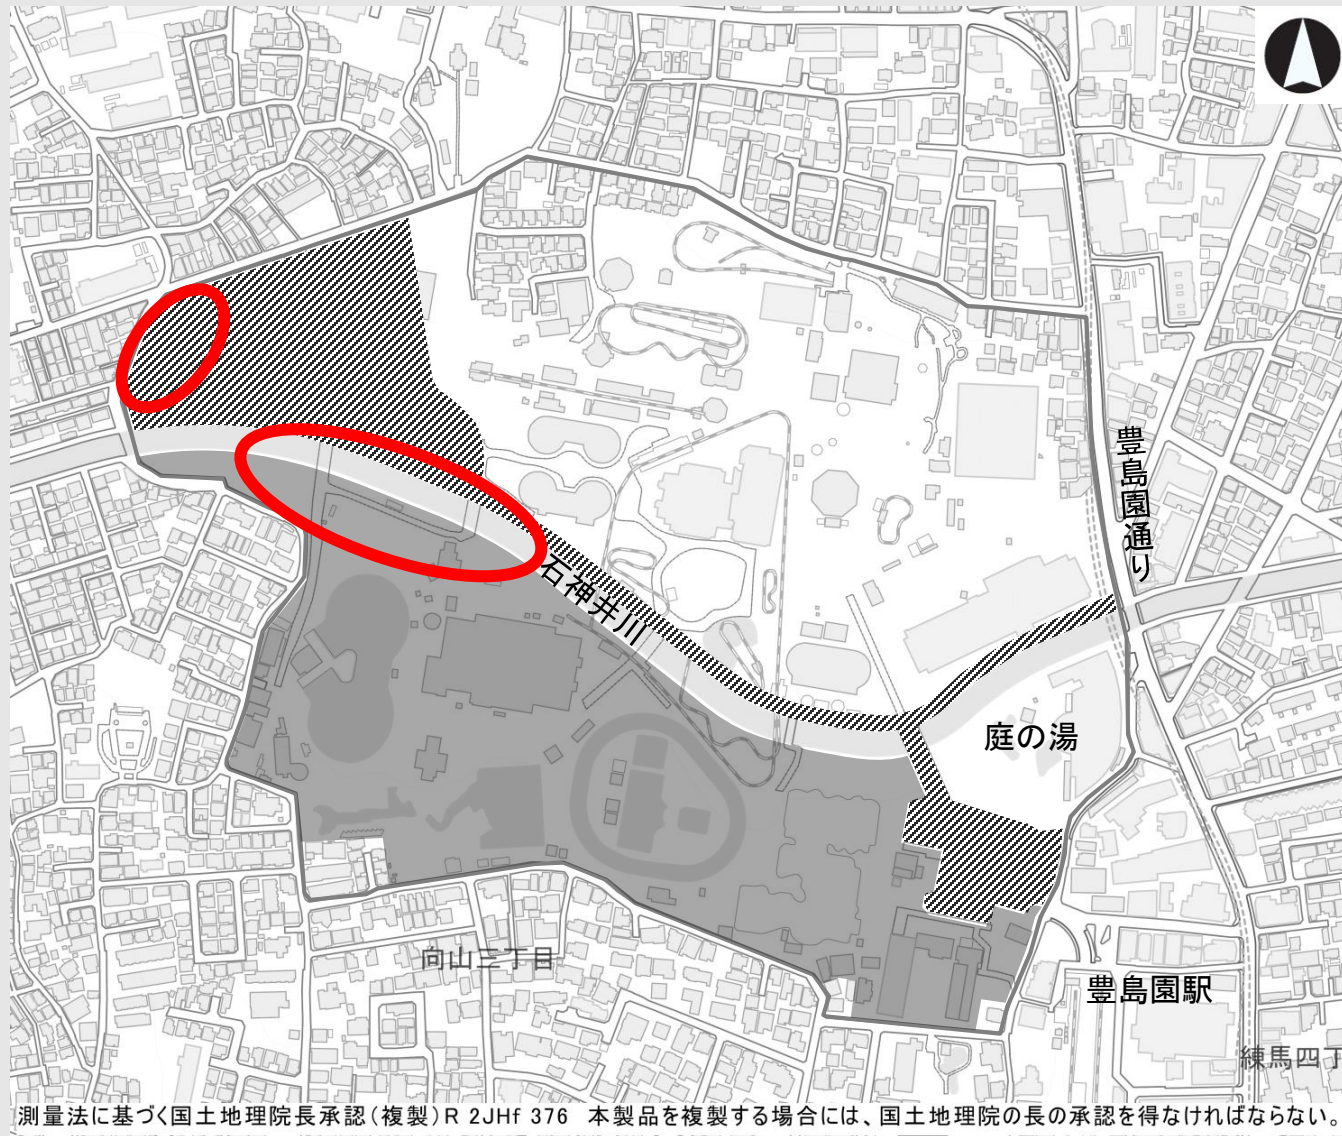 豊島園通り
石神井川
庭の湯
向山三丁目
豊島園駅
練馬四丁
測量法に基づく国土地理院長承認(複製)R 2JHf 376 本製品を複製する場合には、国土地理院の長の承認を得なければならない。